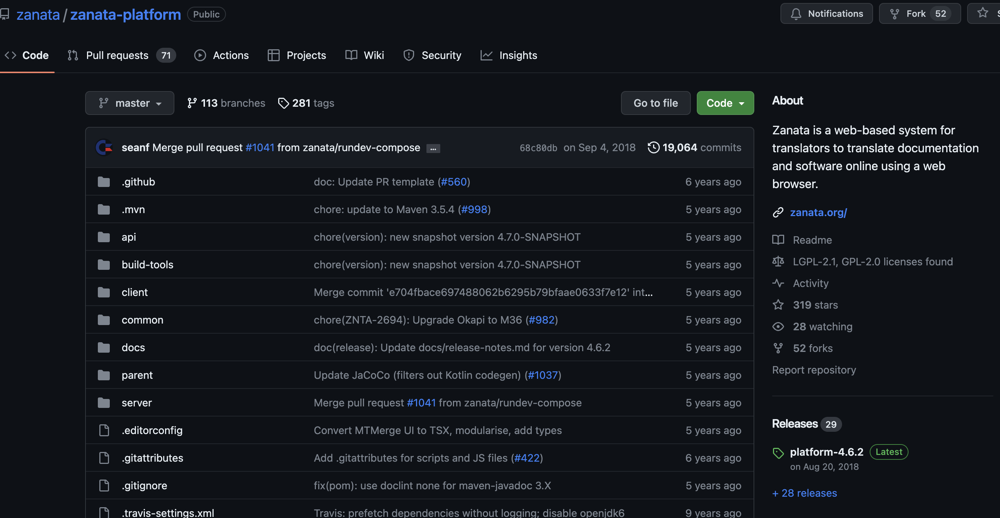 zanata / zanata-platform Public
Notifications
Fork 52
Code
Pull requests 71
Actions
Projects
Wiki
Security
Insights
master
113 branches
281 tags
Go to file
Code
seanf Merge pull request #1041 from zanata/rundev-compose ...
68c80db on Sep 4, 2018
19,064 commits
.github doc: Update PR template (#560) 6 years ago
.mvn chore: update to Maven 3.5.4 (#998) 5 years ago
api chore(version): new snapshot version 4.7.0-SNAPSHOT 5 years ago
build-tools chore(version): new snapshot version 4.7.0-SNAPSHOT 5 years ago
client Merge commit 'e704fbace697488062b6295b79bfaae0633f7e12' int... 5 years ago
common chore(ZNTA-2694): Upgrade Okapi to M36 (#982) 5 years ago
docs doc(release): Update docs/release-notes.md for version 4.6.2 5 years ago
parent Update JaCoCo (filters out Kotlin codegen) (#1037) 5 years ago
server Merge pull request #1041 from zanata/rundev-compose 5 years ago
.editorconfig Convert MTMerge UI to TSX, modularise, add types 5 years ago
.gitattributes Add .gitattributes for scripts and JS files (#422) 6 years ago
.gitignore fix(pom): use doclint none for maven-javadoc 3.X 5 years ago
.travis-settings.xml Travis: prefetch dependencies without logging; disable openjdk6 9 years ago
About
Zanata is a web-based system for
translators to translate documentation
and software online using a web
browser.
zanata.org/
Readme
LGPL-2.1, GPL-2.0 licenses found
Activity
319 stars
28 watching
52 forks
Report repository
Releases 29
platform-4.6.2 Latest
on Aug 20, 2018
+ 28 releases